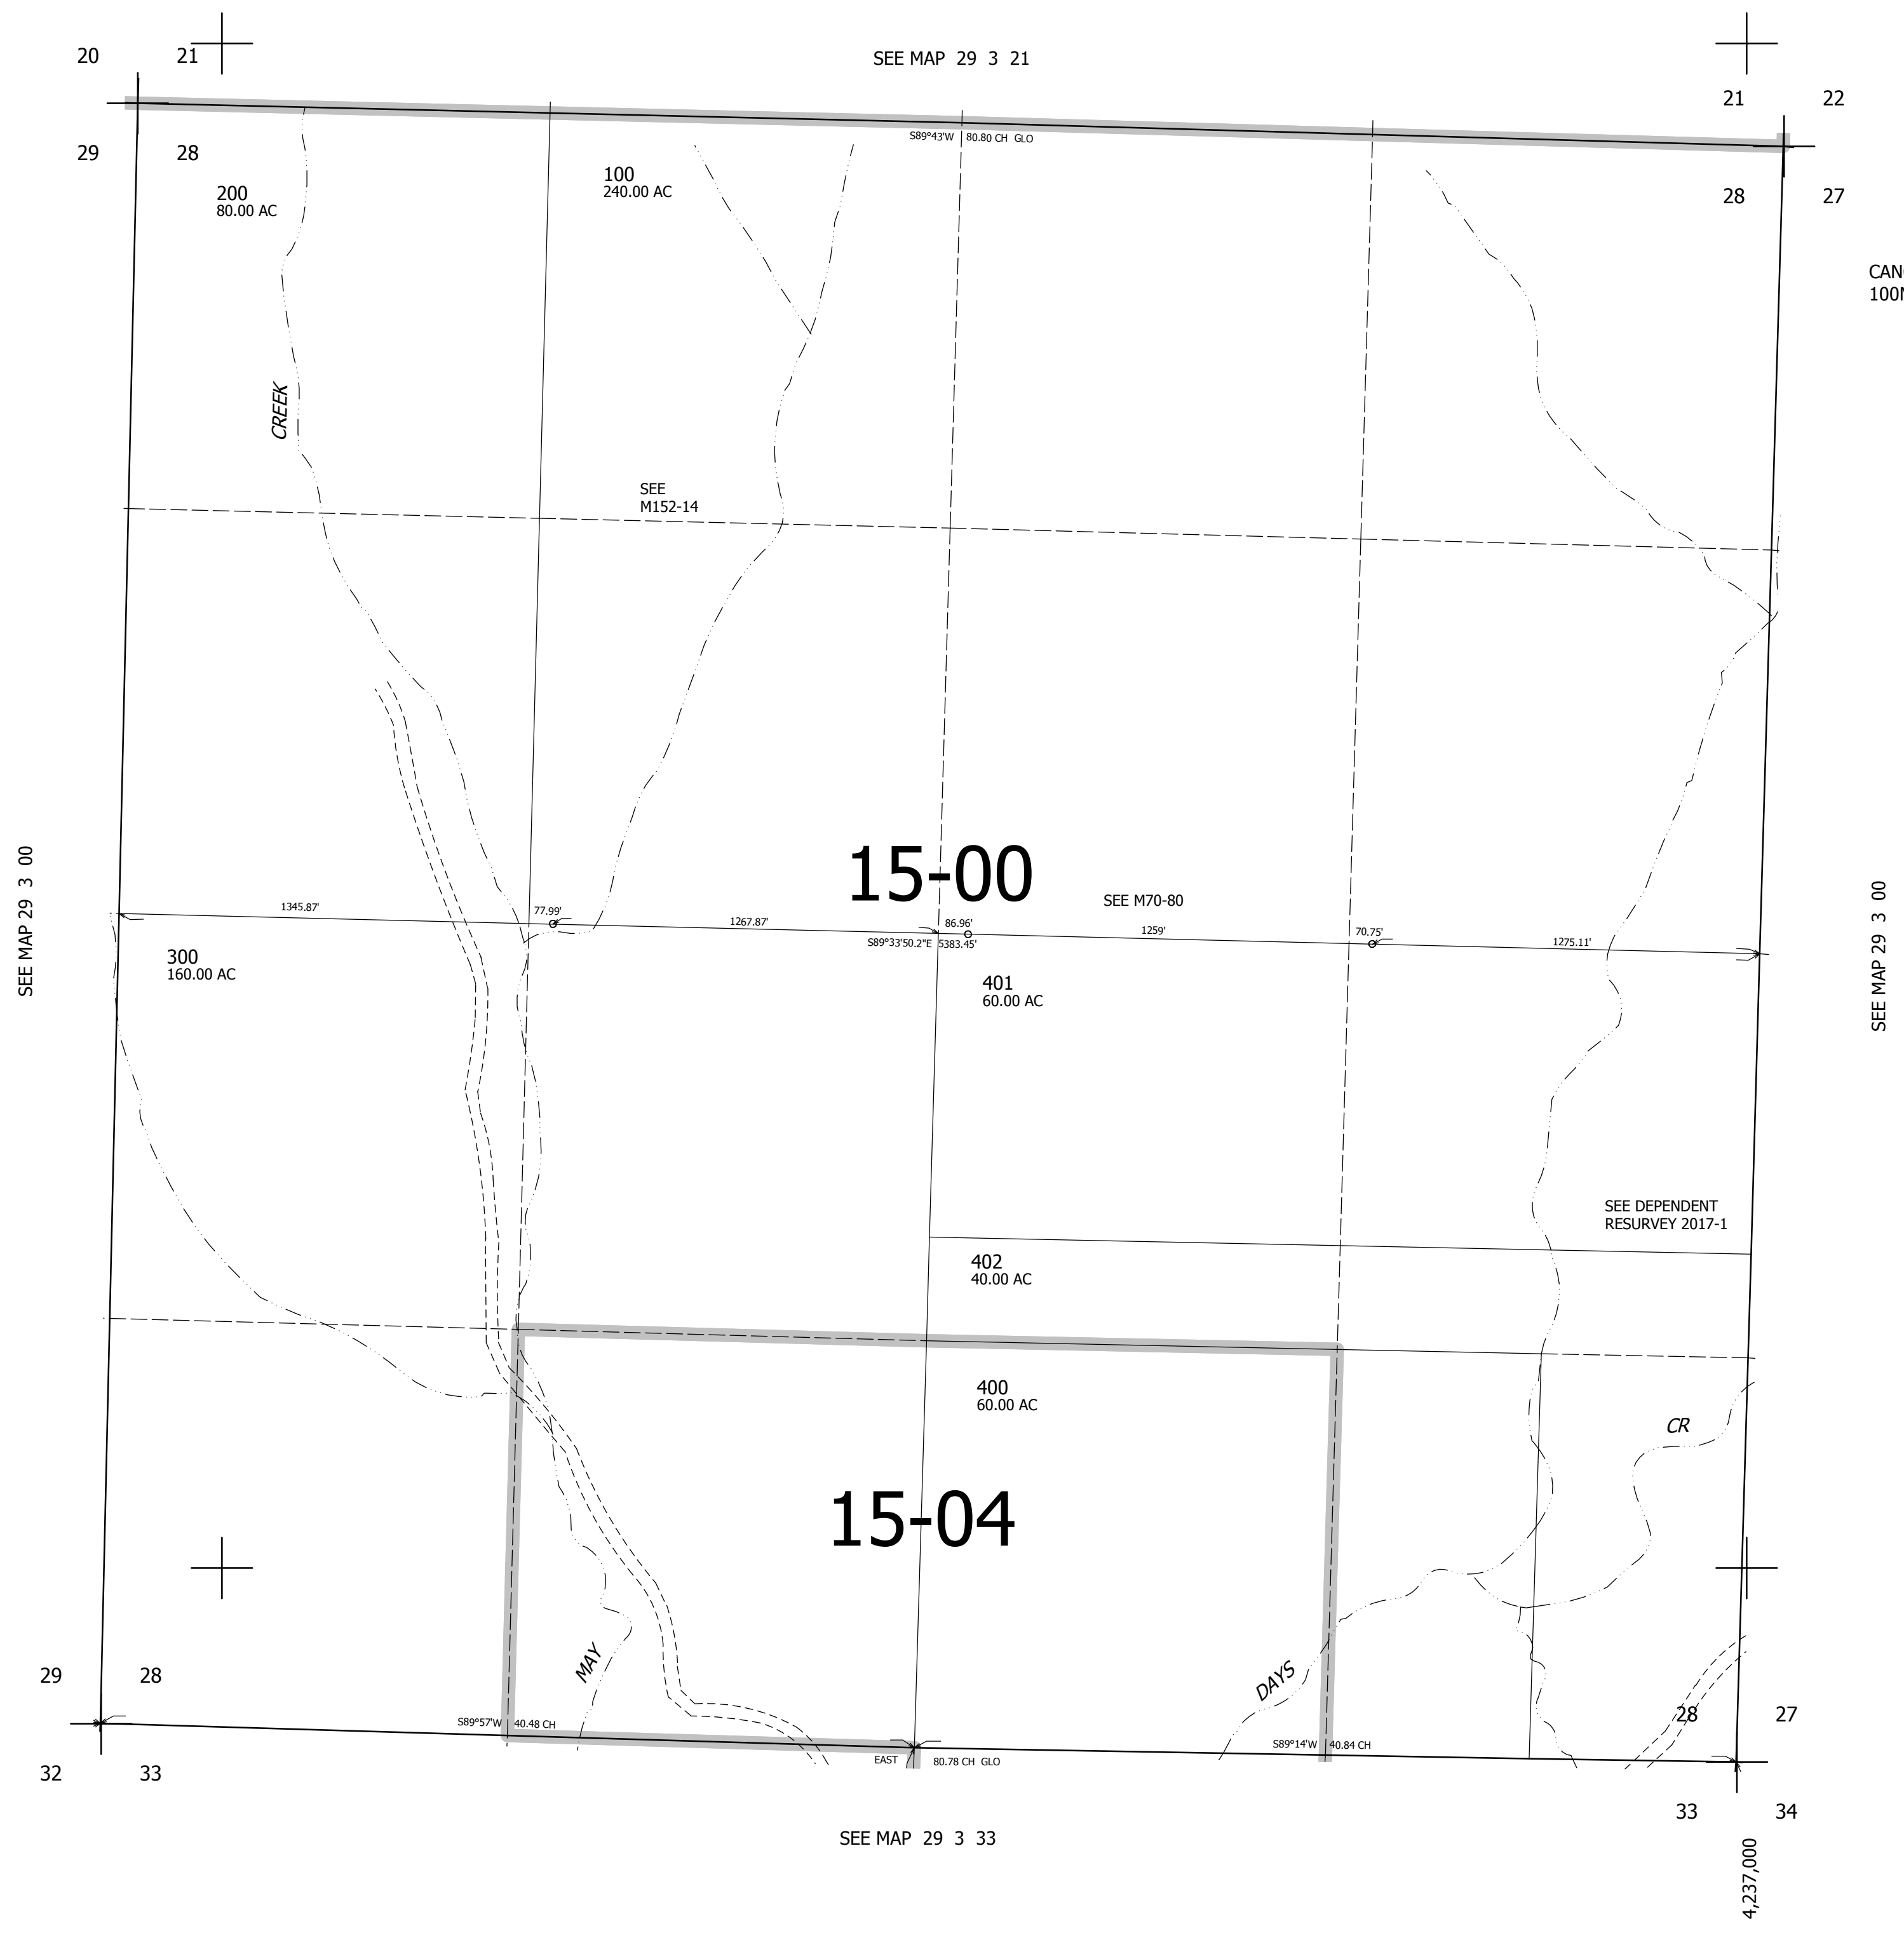 20 21
SEE MAP 29 3 21
21 22
29 28
S89°43'W 80.80 CH GLO
28 27
200
80.00 AC
100
240.00 AC
CAN
100M
CREEK
SEE
M152-14
15-00
SEE MAP 29 3 00
SEE MAP 29 3 00
SEE M70-80
1345.87'
77.99'
1267.87'
86.96'
1259'
70.75'
1275.11'
S89°33'50.2"E 5383.45'
300
160.00 AC
401
60.00 AC
SEE DEPENDENT
RESURVEY 2017-1
402
40.00 AC
400
60.00 AC
CR
15-04
MAY
DAYS
29 28
28 27
S89°57'W 40.48 CH
S89°14'W 40.84 CH
EAST 80.78 CH GLO
32 33
33 34
SEE MAP 29 3 33
4,237,000